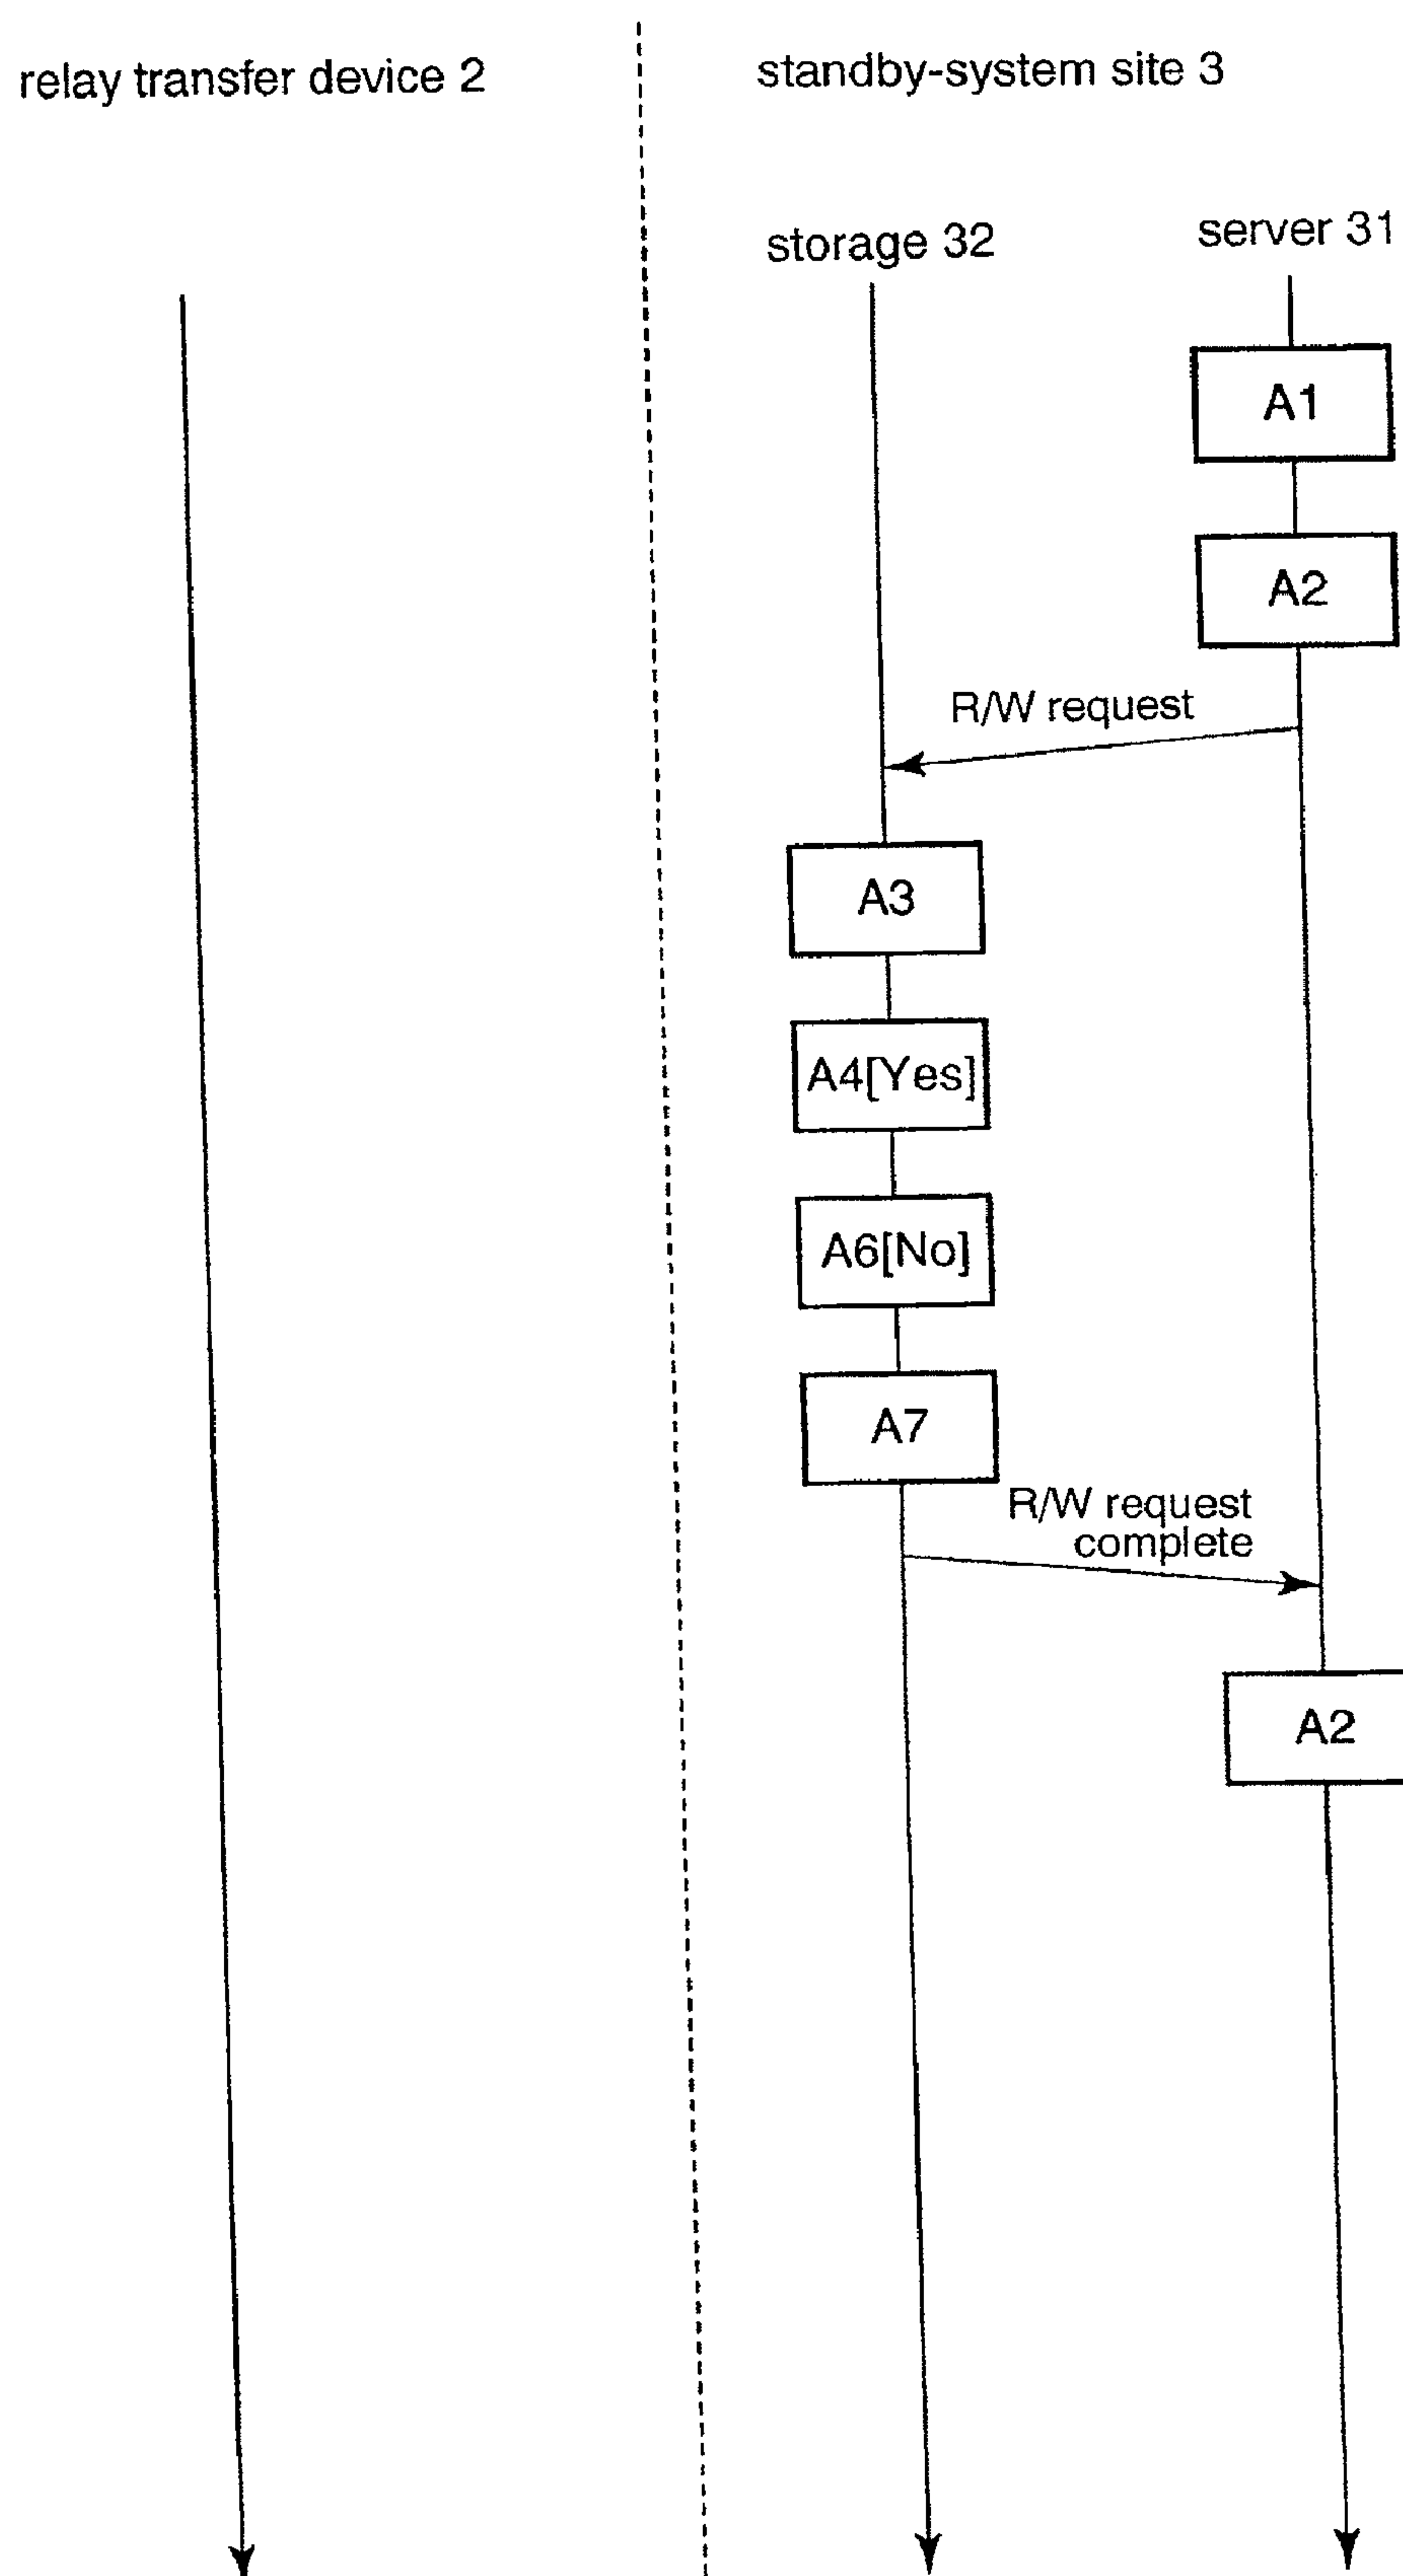 relay transfer device 2
standby-system site 3
storage 32
server 31
A1
A2
R/W request
A3
A4[Yes]
A6[No]
A7
R/W request
complete
A2